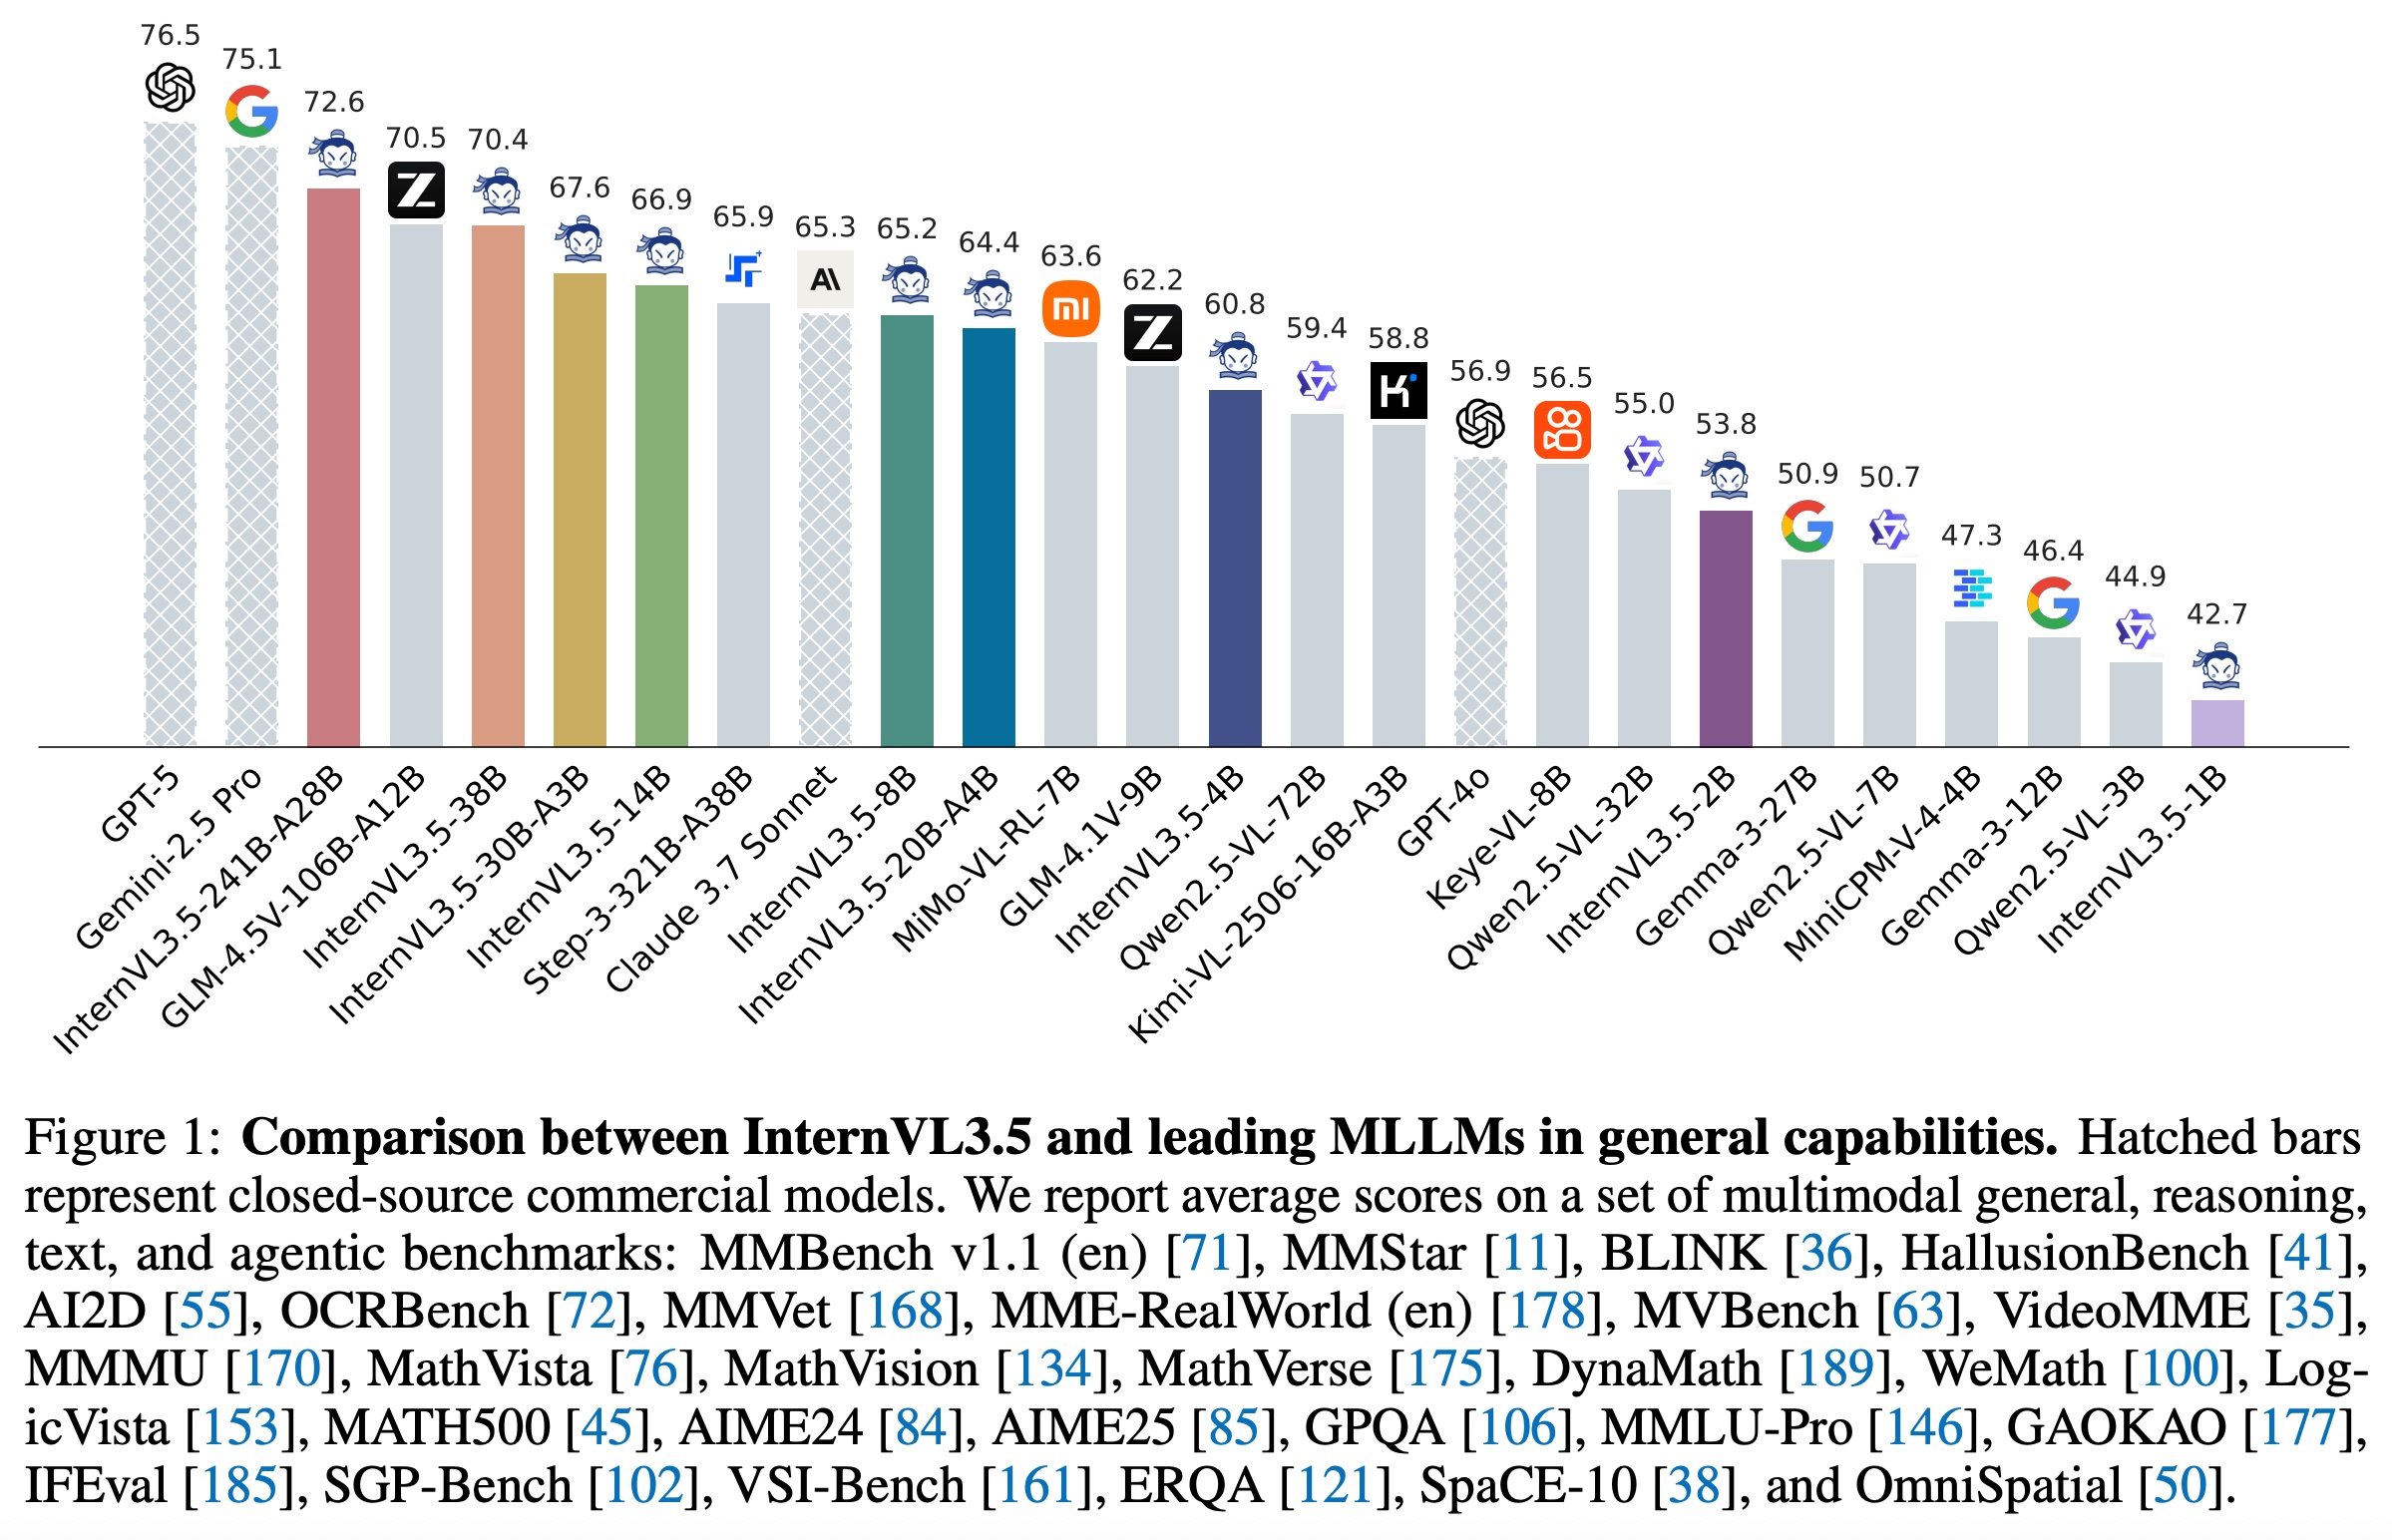 76.5
75.1
72.6
70.5
70.4
67.6
66.9
65.9
65.3
65.2
64.4
63.6
62.2
60.8
59.4
58.8
56.9
56.5
55.0
53.8
50.9
50.7
47.3
46.4
44.9
42.7
GPT-5
Gemini-2.5 Pro
InternVL3.5-241B-A28B
GLM-4.5V-106B-A12B
InternVL3.5-38B
InternVL3.5-30B-A3B
InternVL3.5-14B
Step-3-321B-A38B
Claude 3.7 Sonnet
InternVL3.5-8B
InternVL3.5-20B-A4B
MiMo-VL-RL-7B
GLM-4.1V-9B
InternVL3.5-4B
Qwen2.5-VL-72B
Kimi-VL-2506-16B-A3B
GPT-4o
Keye-VL-8B
Qwen2.5-VL-32B
InternVL3.5-2B
Gemma-3-27B
Qwen2.5-VL-7B
MiniCPM-V-4-4B
Gemma-3-12B
Qwen2.5-VL-3B
InternVL3.5-1B
Figure 1: Comparison between InternVL3.5 and leading MLLMs in general capabilities. Hatched bars
represent closed-source commercial models. We report average scores on a set of multimodal general, reasoning,
text, and agentic benchmarks: MMBench v1.1 (en) [71], MMStar [11], BLINK [36], HallusionBench [41],
AI2D [55], OCRBench [72], MMVet [168], MME-RealWorld (en) [178], MVBench [63], VideoMME [35],
MMMU [170], MathVista [76], MathVision [134], MathVerse [175], DynaMath [189], WeMath [100], Log-
icVista [153], MATH500 [45], AIME24 [84], AIME25 [85], GPQA [106], MMLU-Pro [146], GAOKAO [177],
IFEval [185], SGP-Bench [102], VSI-Bench [161], ERQA [121], SpaCE-10 [38], and OmniSpatial [50].